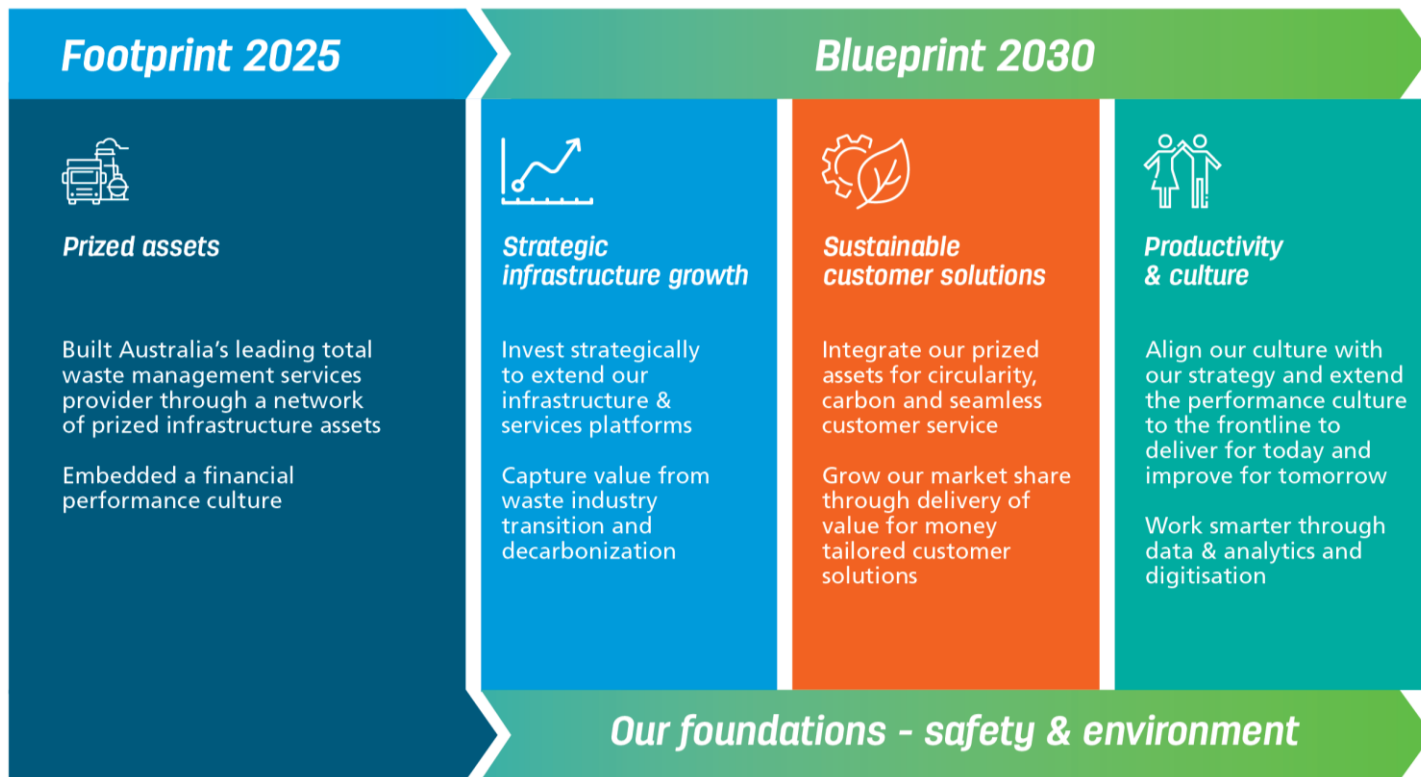 Footprint 2025
Blueprint 2030
Prized assets
Built Australia's leading total
waste management services
provider through a network
of prized infrastructure assets
Embedded a financial
performance culture
Strategic
infrastructure growth
Invest strategically
to extend our
infrastructure &
services platforms
Capture value from
waste industry
transition and
decarbonization
Sustainable
customer solutions
Integrate our prized
assets for circularity,
carbon and seamless
customer service
Grow our market share
through delivery of
value for money
tailored customer
solutions
Productivity
& culture
Align our culture with
our strategy and extend
the performance culture
to the frontline to
deliver for today and
improve for tomorrow
Work smarter through
data & analytics and
digitisation
Our foundations - safety & environment